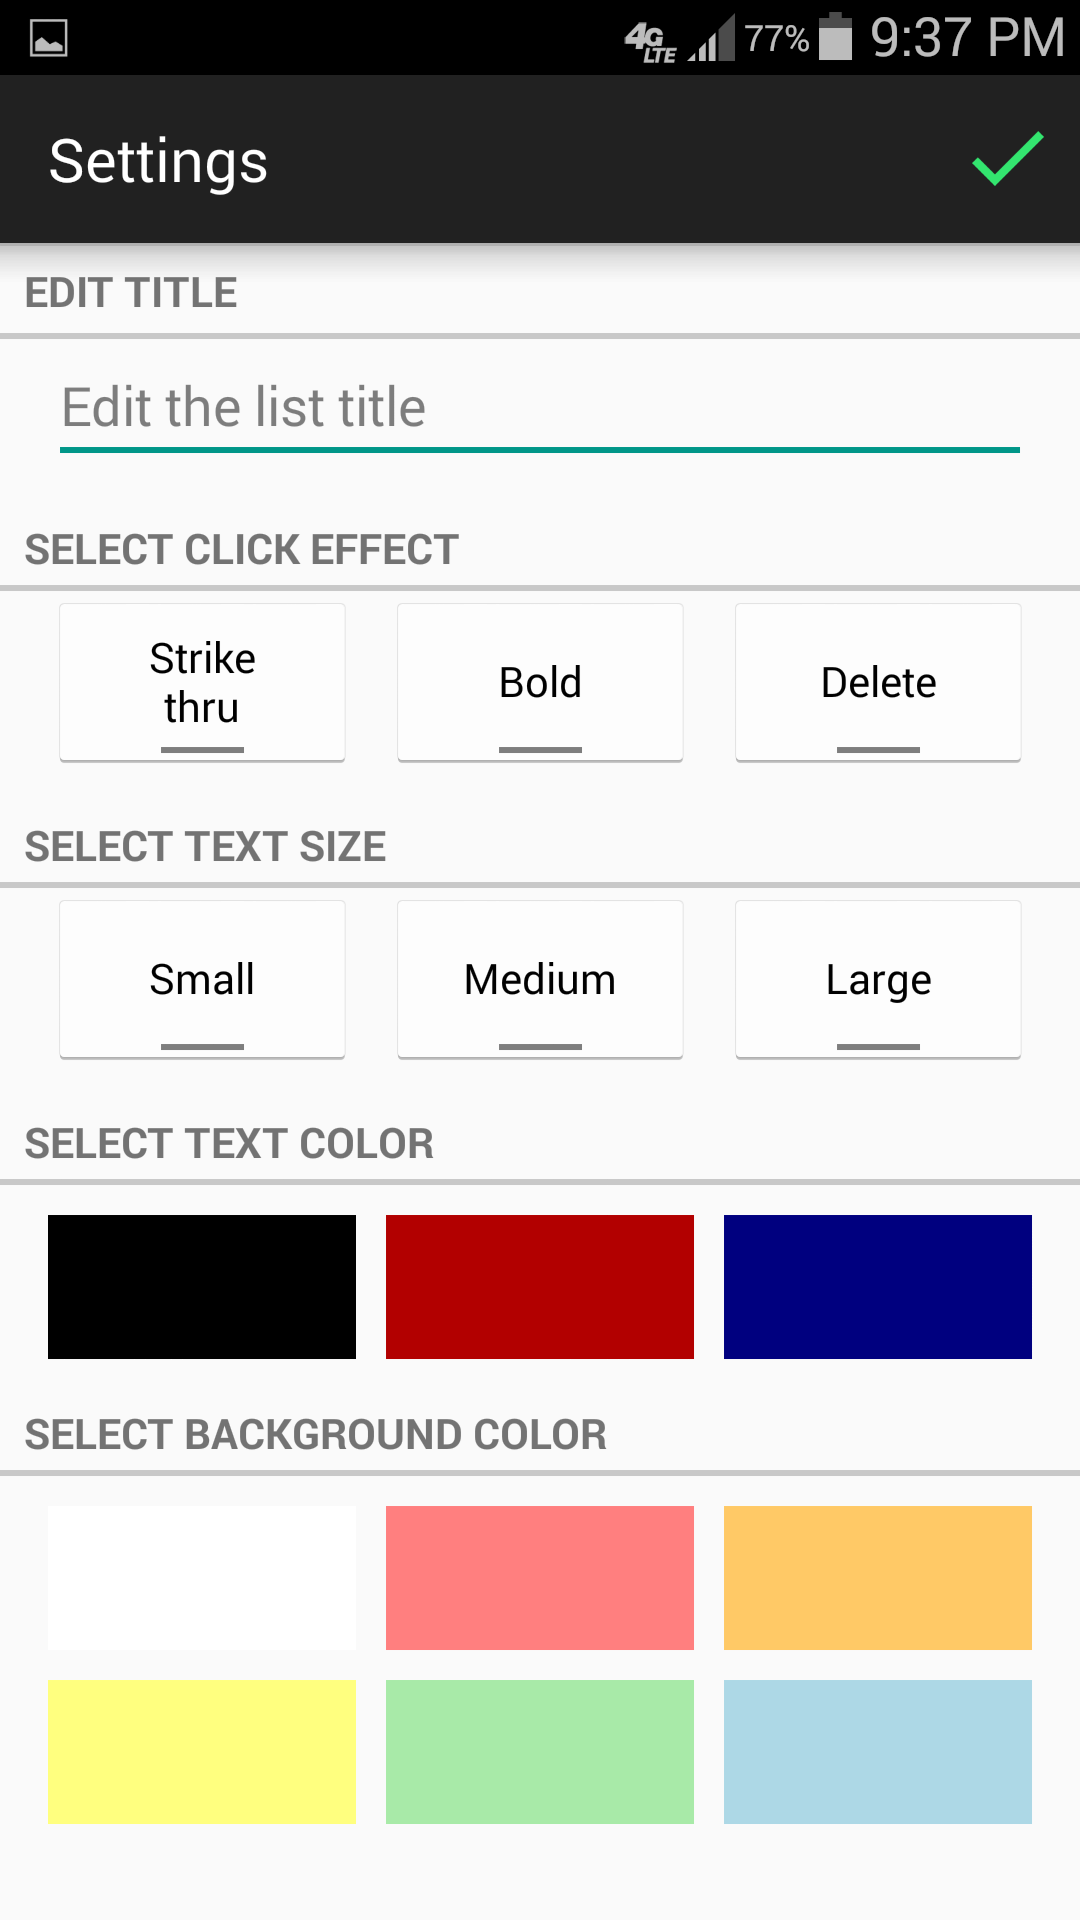 4G LTE 77% 9:37 PM
Settings
EDIT TITLE
Edit the list title
SELECT CLICK EFFECT
Strike
thru
Bold
Delete
SELECT TEXT SIZE
Small
Medium
Large
SELECT TEXT COLOR
SELECT BACKGROUND COLOR